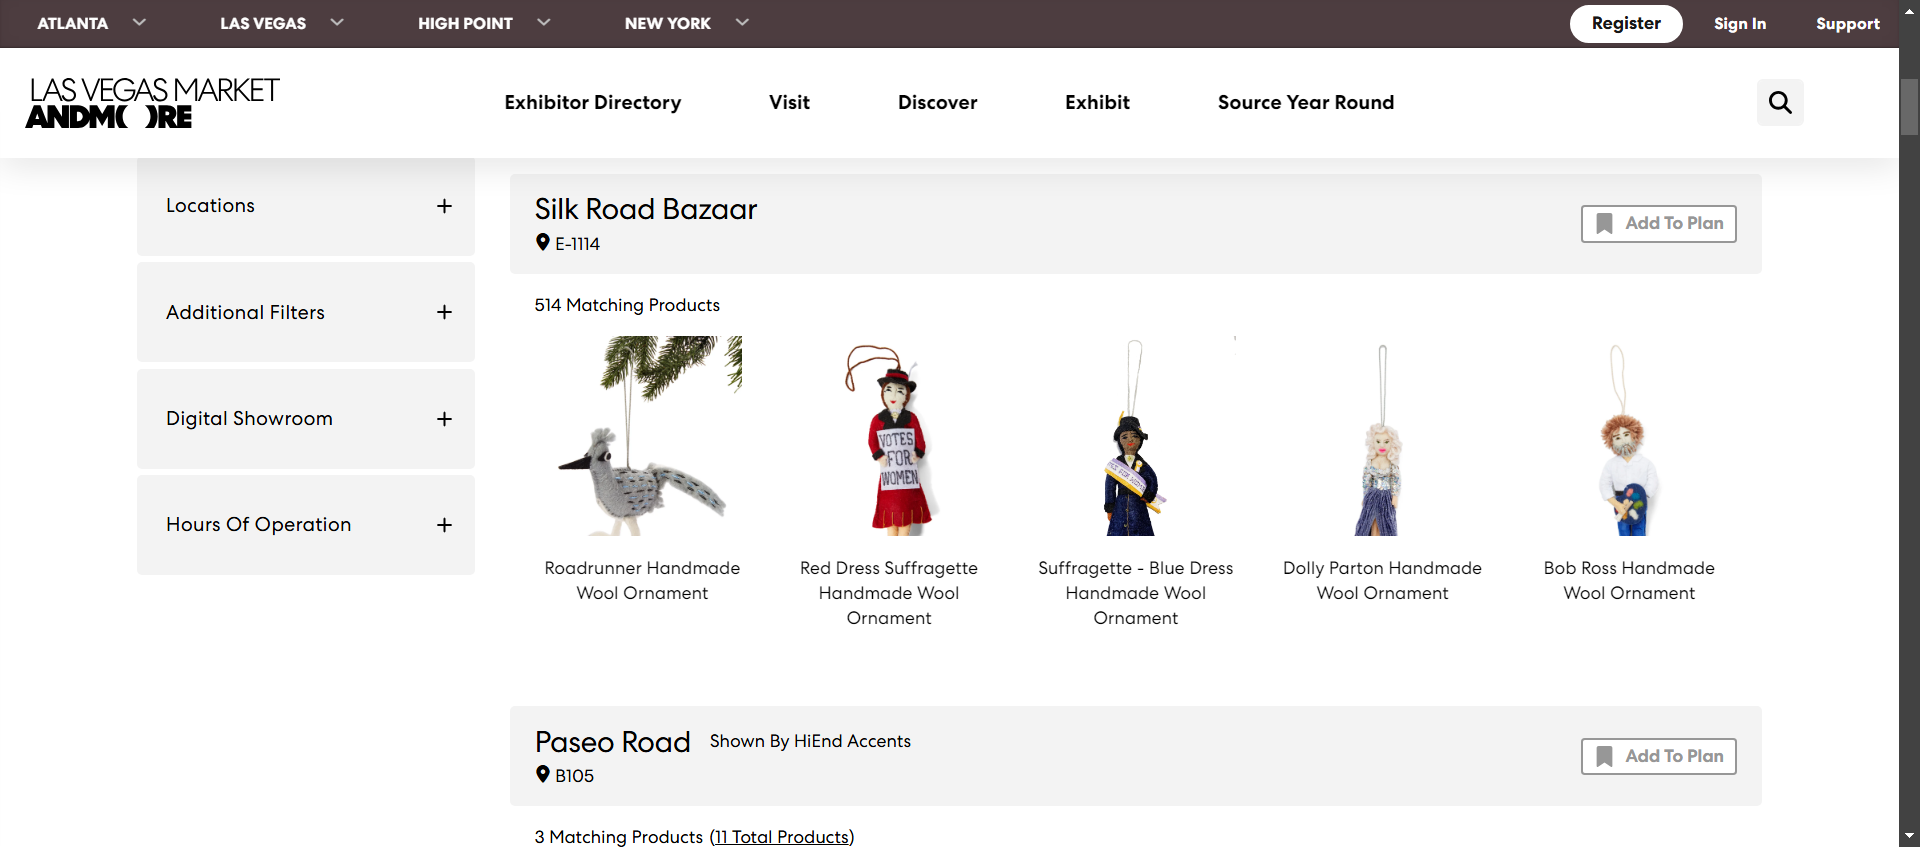 ATLANTA LAS VEGAS HIGH POINT NEW YORK Register Sign In Support
LAS VEGAS MARKET
ANDMORE
Exhibitor Directory Visit Discover Exhibit Source Year Round
Locations
Additional Filters
Digital Showroom
Hours Of Operation
Silk Road Bazaar
E-1114
Add To Plan
514 Matching Products
VOTES
FOR
WOMEN
Roadrunner Handmade
Wool Ornament
Red Dress Suffragette
Handmade Wool
Ornament
Suffragette - Blue Dress
Handmade Wool
Ornament
Dolly Parton Handmade
Wool Ornament
Bob Ross Handmade
Wool Ornament
Paseo Road Shown By HiEnd Accents
B105
Add To Plan
3 Matching Products (11 Total Products)